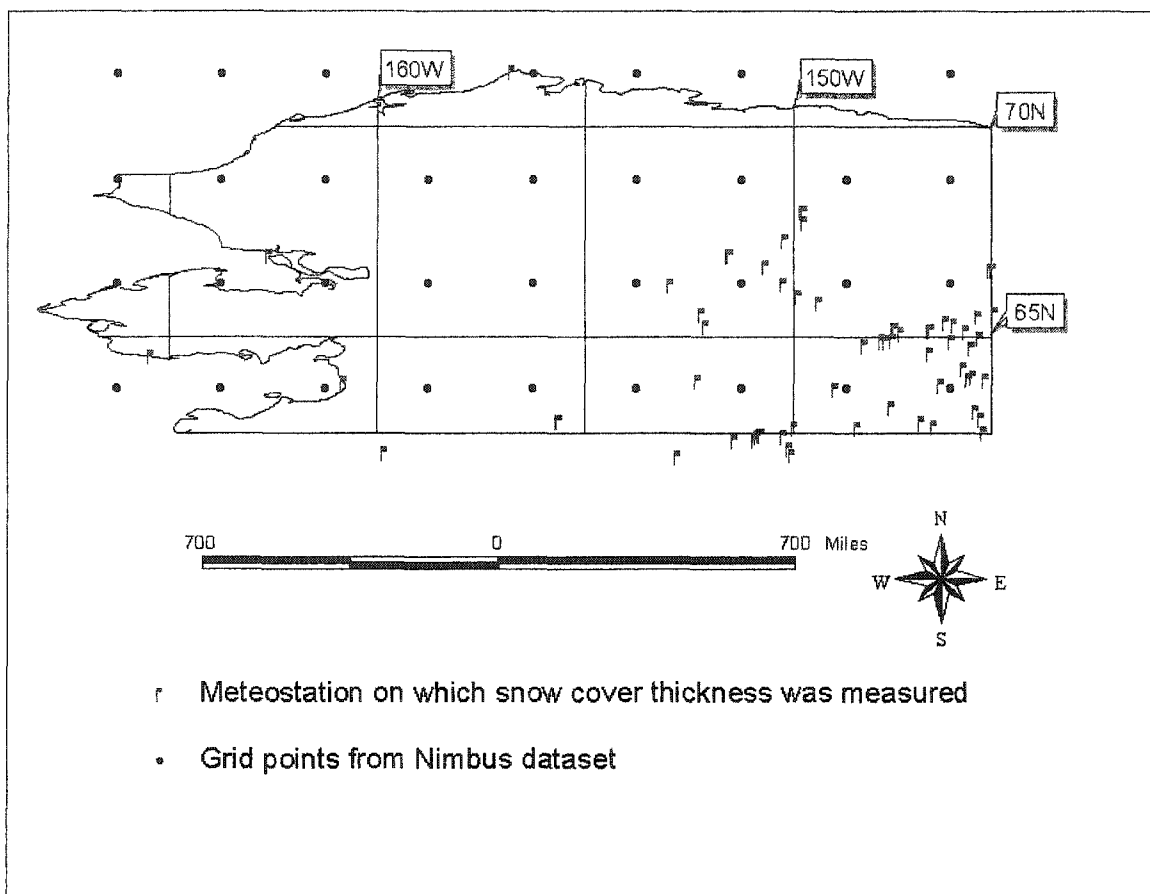 160W
150W
70N
65N
700 0 700 Miles
N
W E
S
Meteostation on which snow cover thickness was measured
Grid points from Nimbus dataset